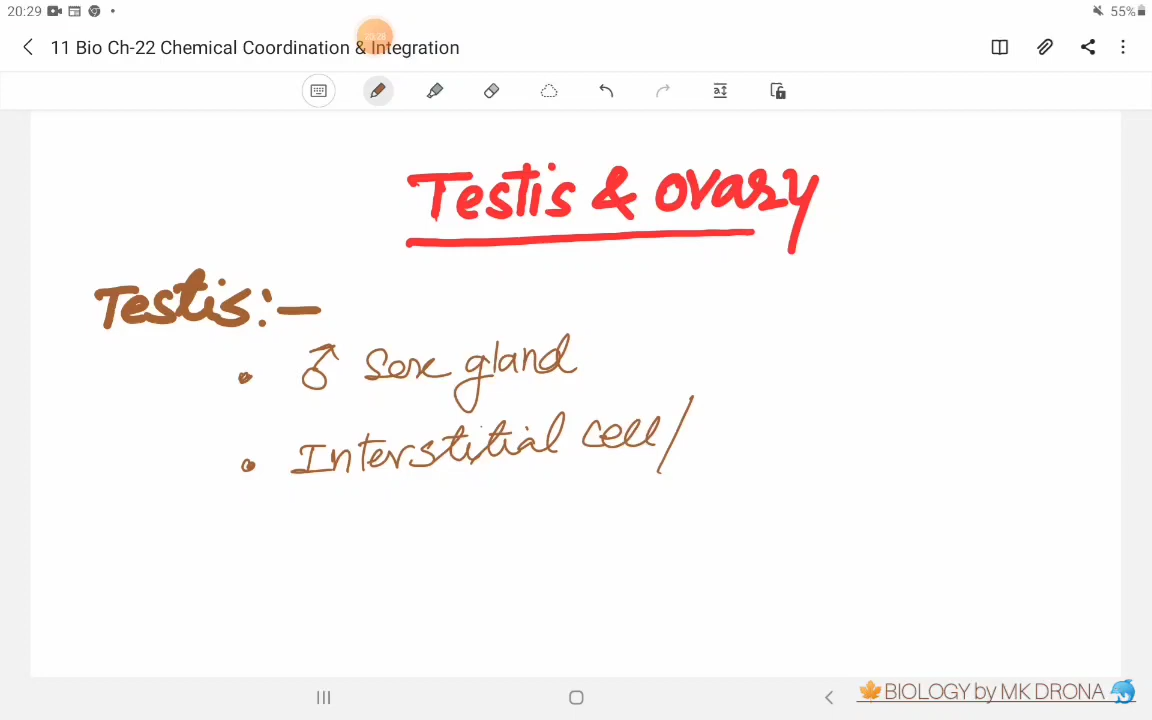 20:29
55%
11 Bio Ch-22 Chemical Coordination & Integration
Testis & ovary
Testis:-
• ♂ Sex gland
• Interstitial cell/
BIOLOGY by MK DRONA